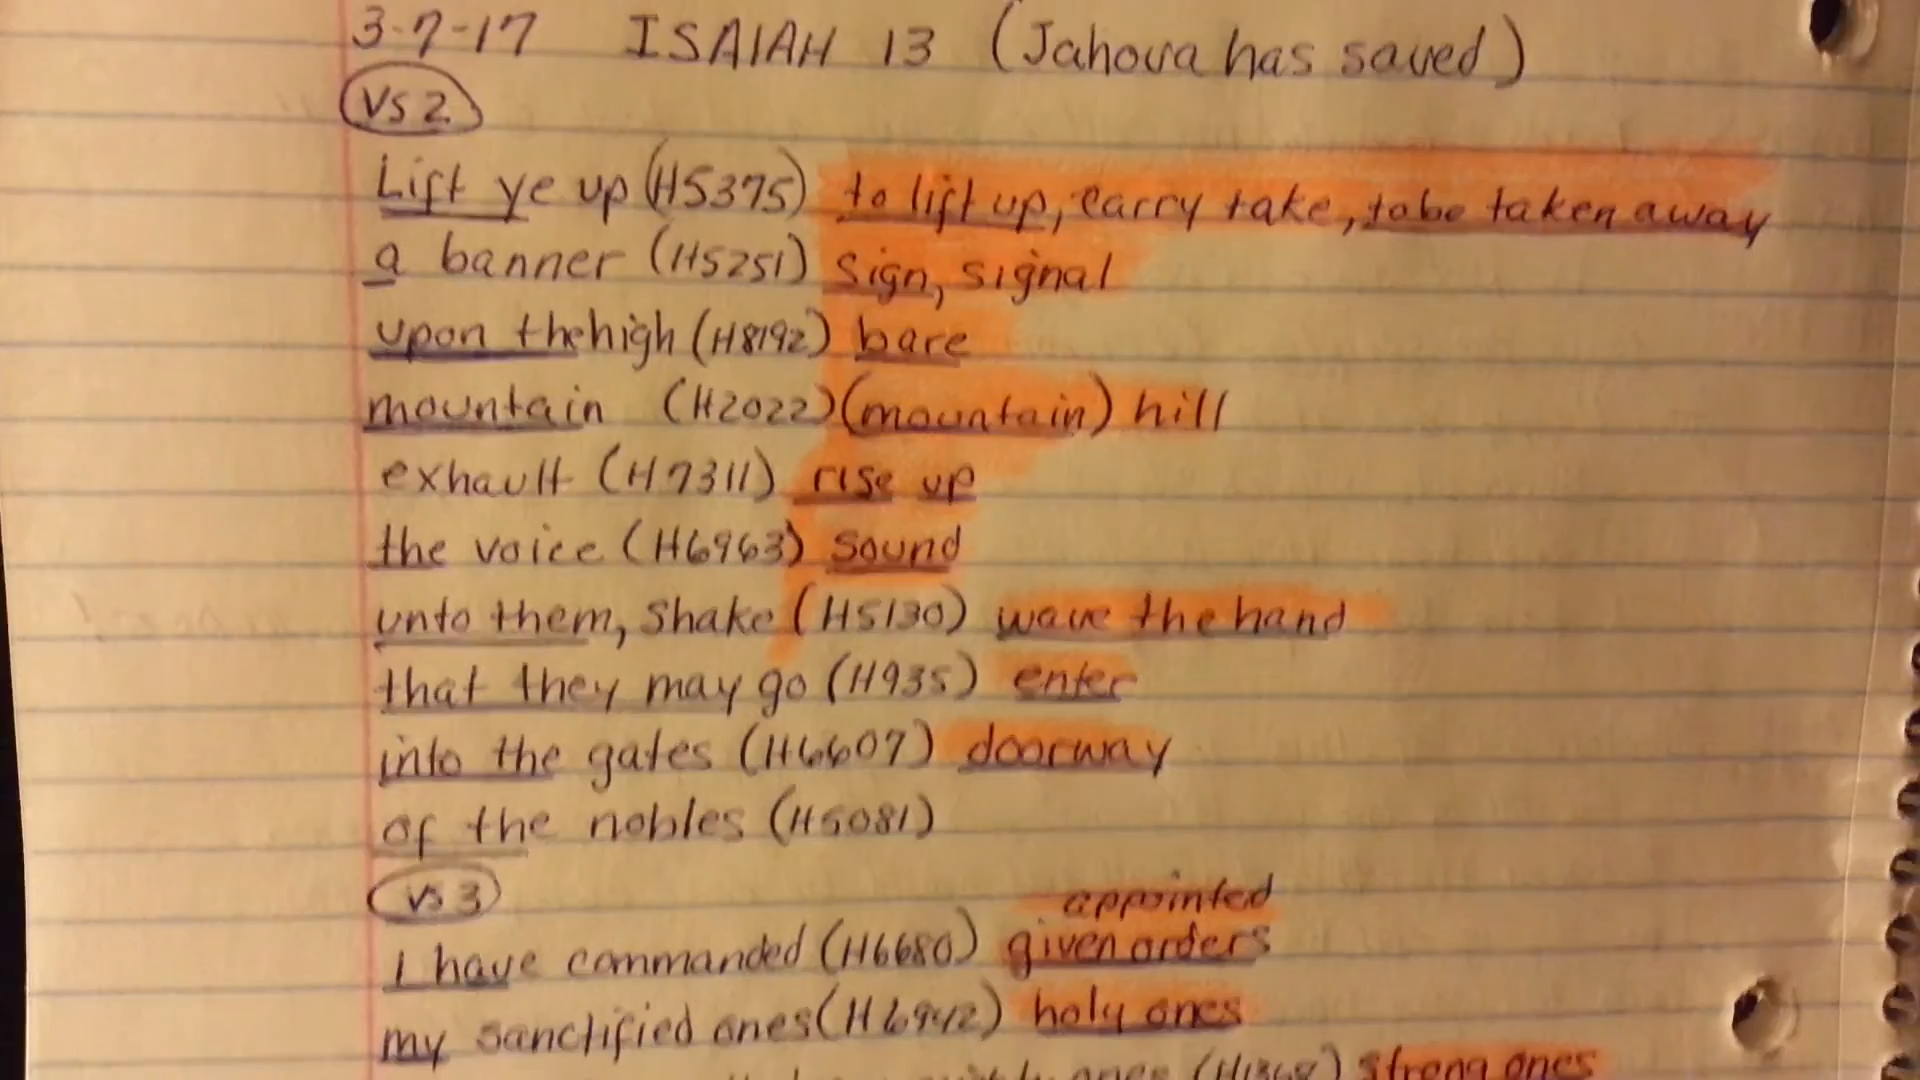 3-7-17 ISAIAH 13 (Jahova has saved)
VS 2
Lift ye up (H5375) to lift up, carry take, to be taken away
a banner (H5251) sign, signal
upon the high (H8192) bare
mountain (H2022) (mountain) hill
exhault (H7311) rise up
the voice (H6963) sound
unto them, shake (H5130) wave the hand
that they may go (H935) enter
into the gates (H6607) doorway
of the nobles (H5081)
VS 3
appointed
I have commanded (H6680) given orders
my sanctified ones (H6942) holy ones
ones (H1368) strong ones